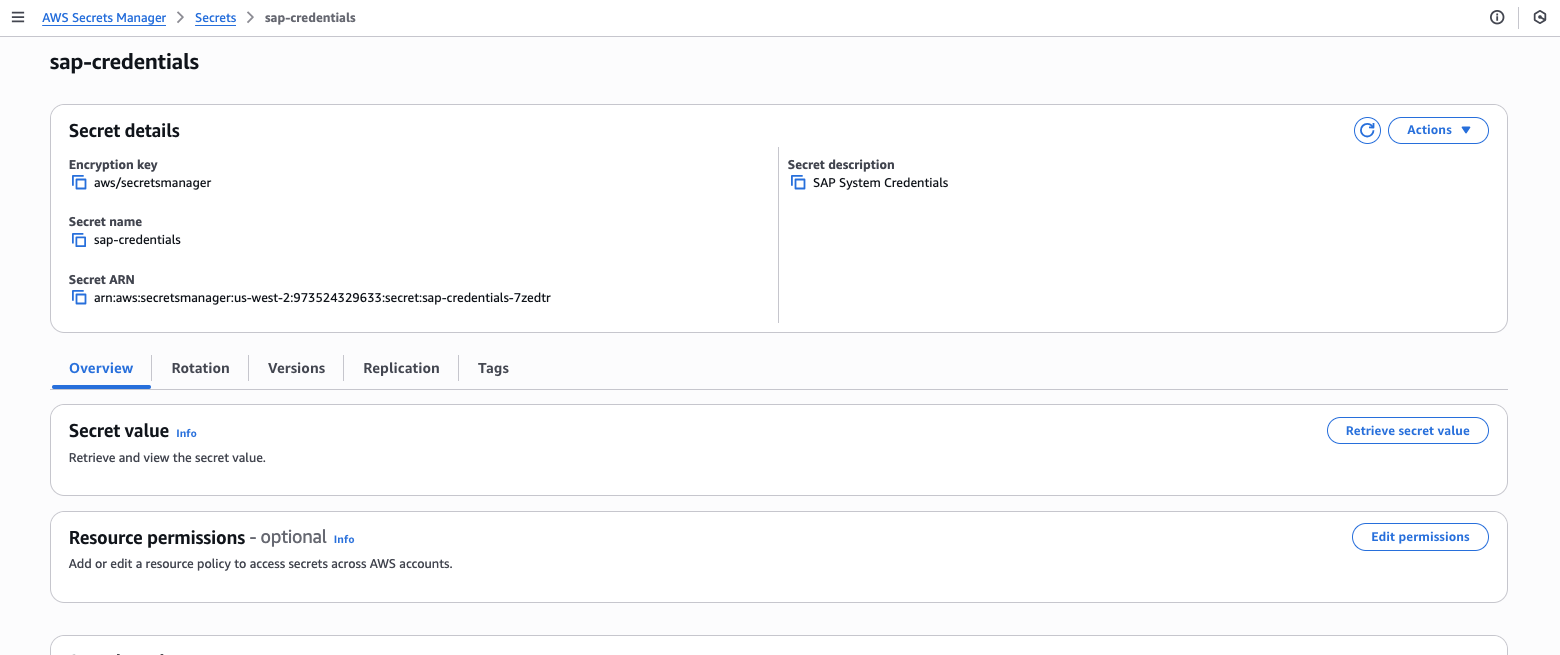 AWS Secrets Manager > Secrets > sap-credentials
sap-credentials
Secret details
Actions
Encryption key
aws/secretsmanager
Secret name
sap-credentials
Secret ARN
arn:aws:secretsmanager:us-west-2:973524329633:secret:sap-credentials-7zedtr
Secret description
SAP System Credentials
Overview
Rotation
Versions
Replication
Tags
Secret value Info
Retrieve secret value
Retrieve and view the secret value.
Resource permissions - optional Info
Edit permissions
Add or edit a resource policy to access secrets across AWS accounts.